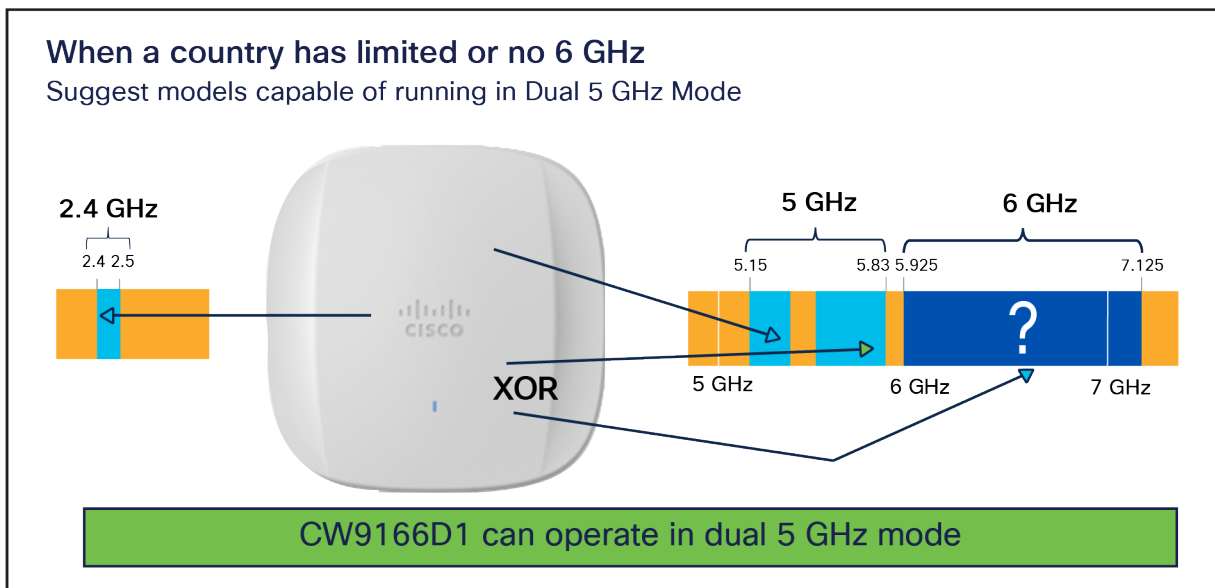 When a country has limited or no 6 GHz
Suggest models capable of running in Dual 5 GHz Mode
2.4 GHz
2.4 2.5
5 GHz
6 GHz
5.15
5.83
5.925
7.125
CISCO
?
XOR
5 GHz
6 GHz
7 GHz
CW9166D1 can operate in dual 5 GHz mode